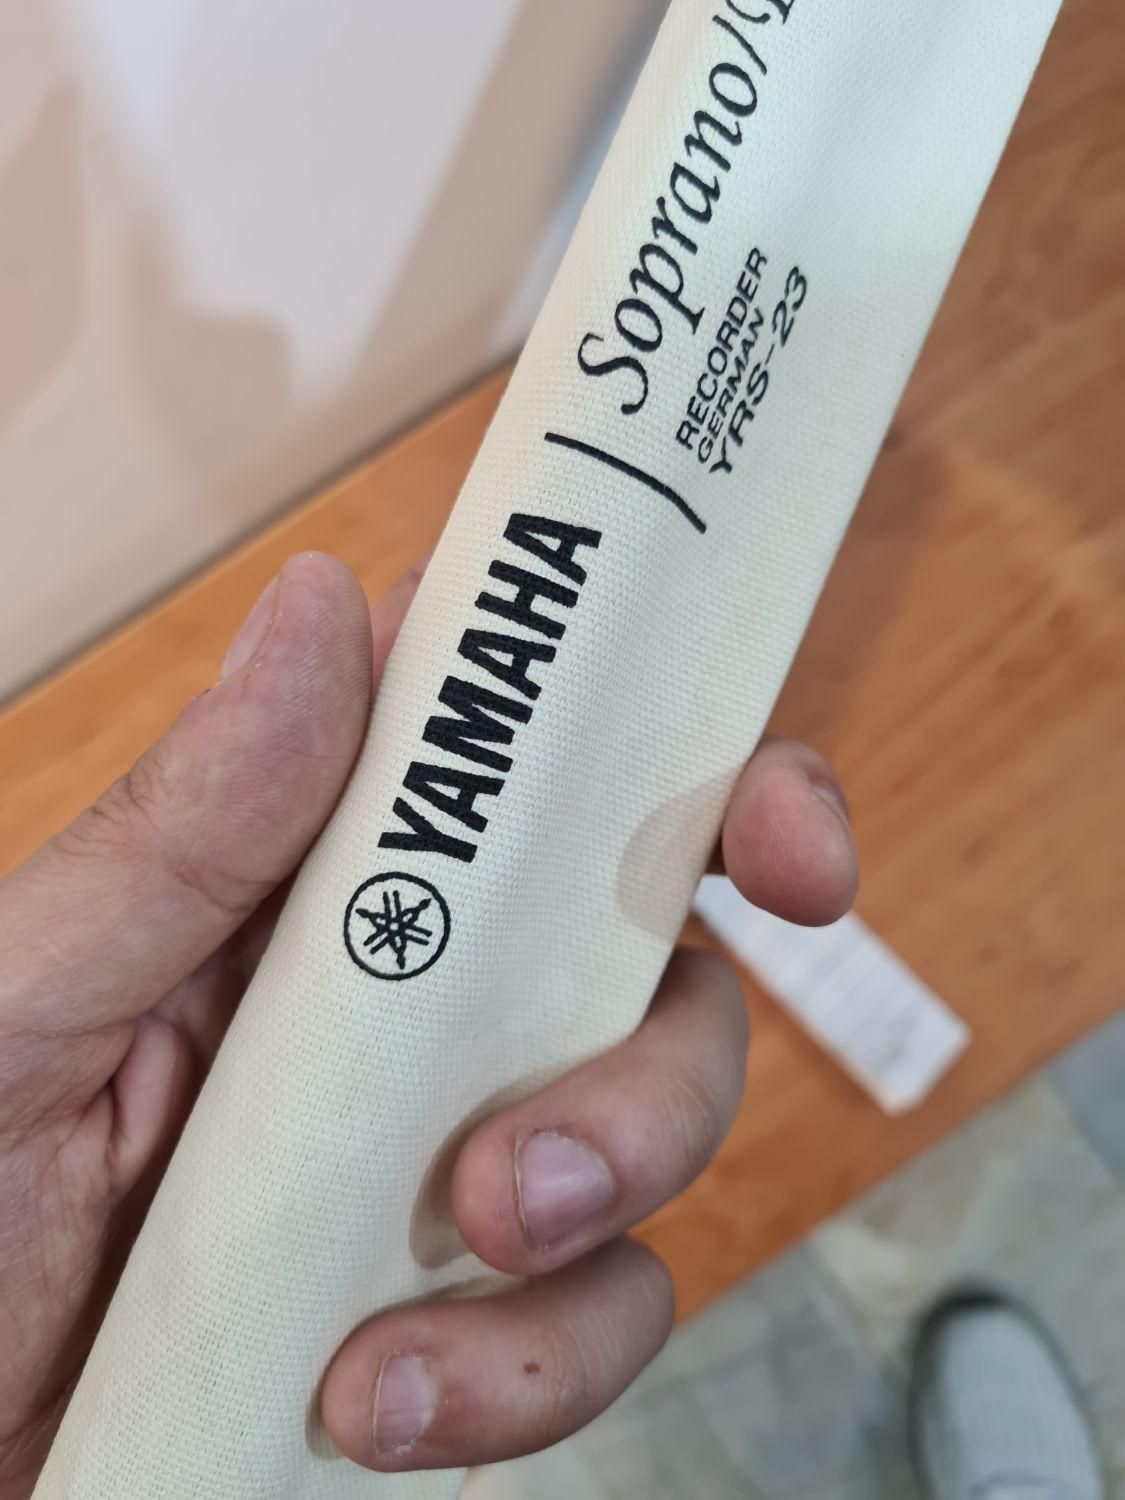 YAMAHA
Soprano/
RECORDER
GERMAN
YRS-23